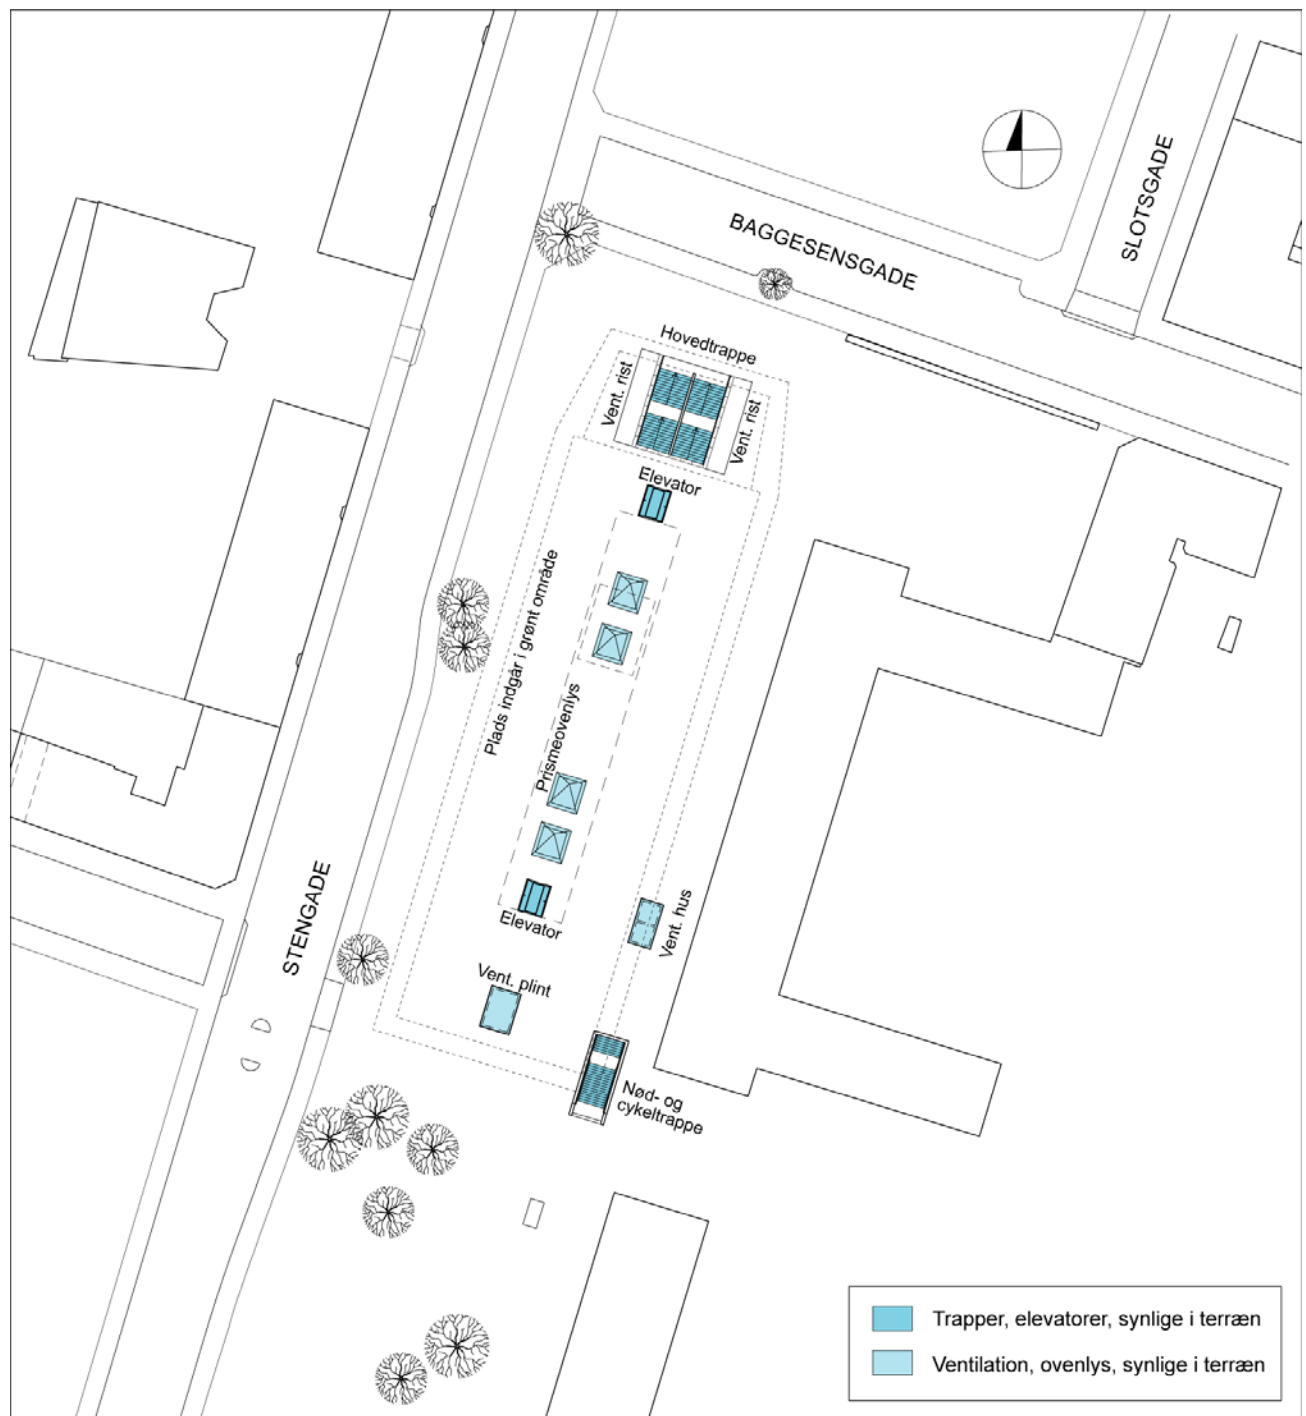 SLOTSGADE
BAGGESENSGADE
Hovedtrappe
Vent. rist
Vent. rist
Elevator
Plads indgår i grønt område
Prismeovenlys
STENGADE
Elevator
Vent. hus
Vent. plint
Nød- og
cykeltrappe
Trapper, elevatorer, synlige i terræn
Ventilation, ovenlys, synlige i terræn